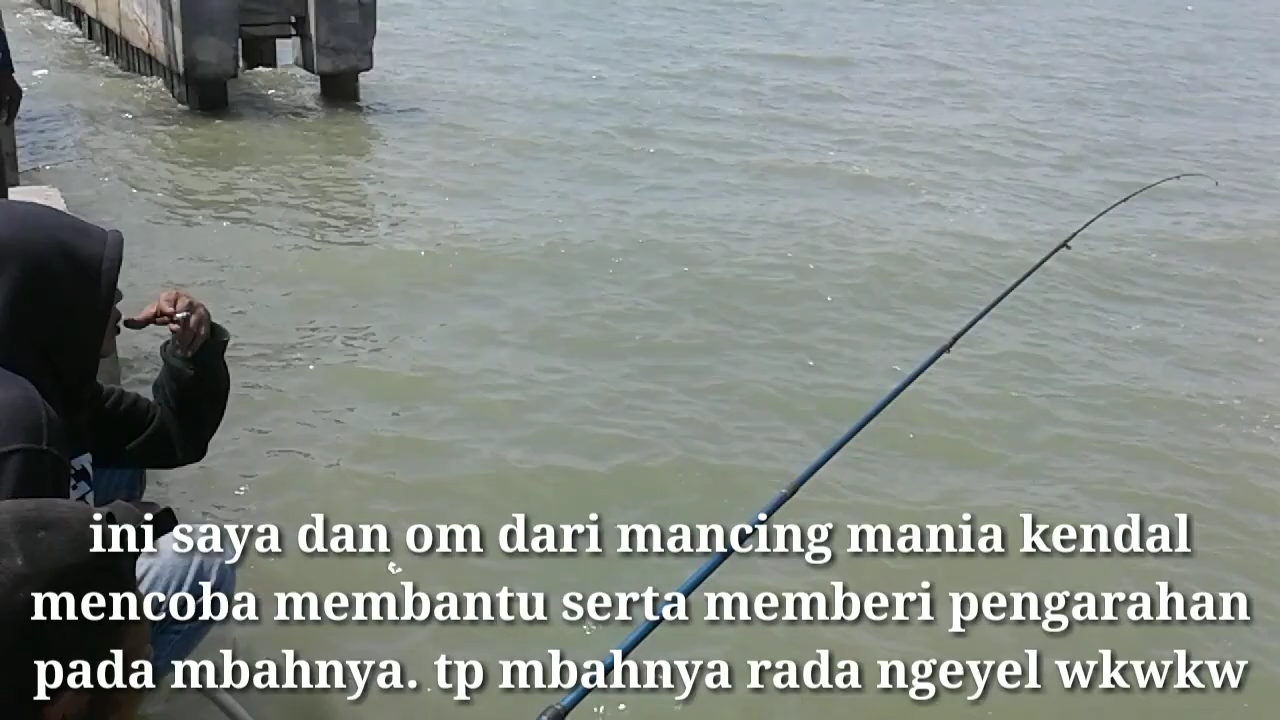 ini saya dan om dari mancing mania kendal
mencoba membantu serta memberi pengarahan
pada mbahnya. tp mbahnya rada ngeyel wkwkw